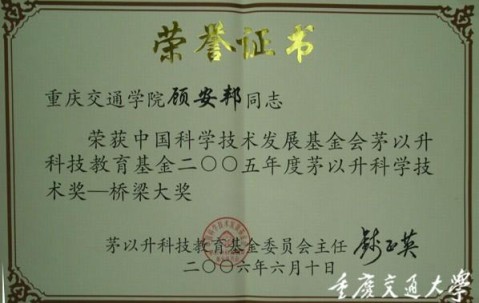 荣誉证书
重庆交通学院顾安邦同志
荣获中国科学技术发展基金会茅以升
科技教育基金二〇〇五年度茅以升科学技
术奖—桥梁大奖
茅以升科技教育基金委员会主任 钱正英
二〇〇六年六月十日
重庆交通大学